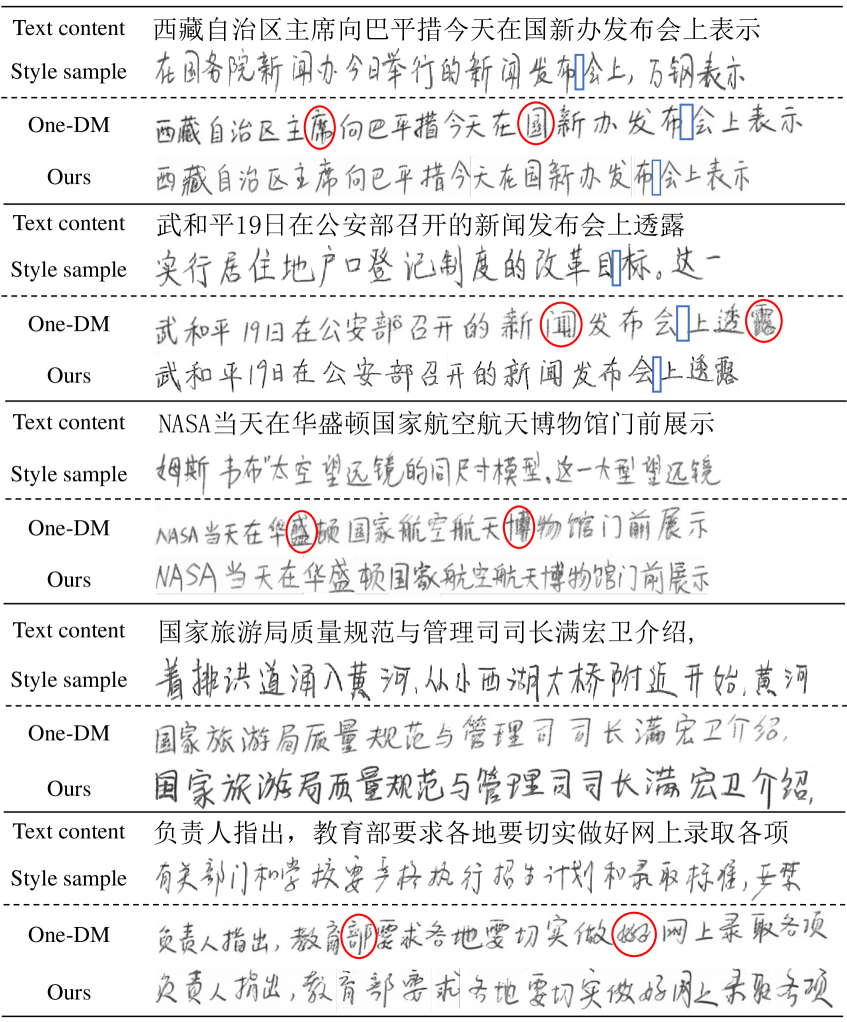 Text content 西藏自治区主席向巴平措今天在国新办发布会上表示
Style sample 在国务院新闻办今日举行的新闻发布会上，万钢表示
One-DM 西藏自治区主席向巴平措今天在国新办发布会上表示
Ours 西藏自治区主席向巴平措今天在国新办发布会上表示
Text content 武和平19日在公安部召开的新闻发布会上透露
Style sample 实行居住地户口登记制度的改革目标。这一
One-DM 武和平19日在公安部召开的新闻发布会上透露
Ours 武和平19日在公安部召开的新闻发布会上透露
Text content NASA当天在华盛顿国家航空航天博物馆门前展示
Style sample 姆斯韦布"太空望远镜的同尺寸模型。这一大型望远镜
One-DM NASA当天在华盛顿国家航空航天博物馆门前展示
Ours NASA当天在华盛顿国家航空航天博物馆门前展示
Text content 国家旅游局质量规范与管理司司长满宏卫介绍,
Style sample 着排洪道涌入黄河,从小西湖大桥附近开始,黄河
One-DM 国家旅游局质量规范与管理司司长满宏卫介绍,
Ours 国家旅游局质量规范与管理司司长满宏卫介绍,
Text content 负责人指出，教育部要求各地要切实做好网上录取各项
Style sample 有关部门和学校要严格执行招生计划和录取标准,
One-DM 负责人指出,教育部要求各地要切实做好网上录取各项
Ours 负责人指出,教育部要求各地要切实做好网上录取各项